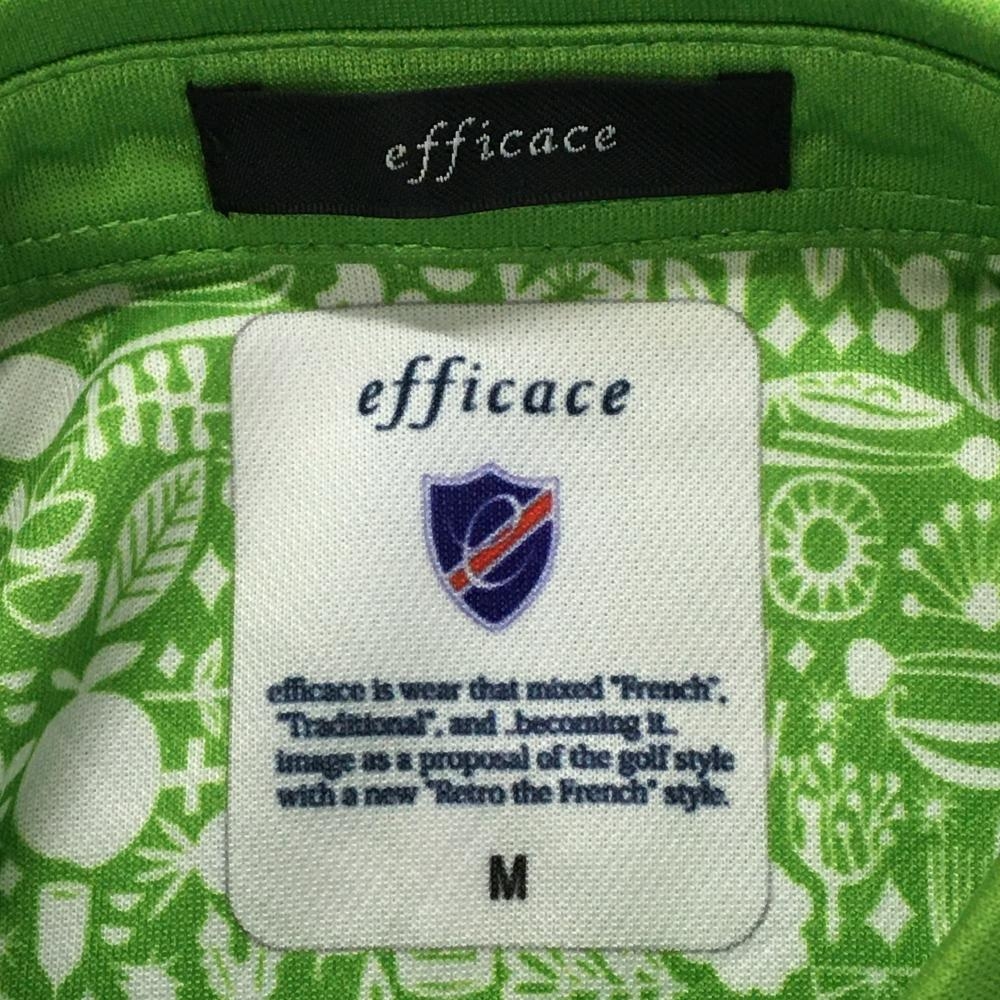 efficace
efficace
e
efficace is wear that mixed "French",
"Traditional", and ..becoming it..
image as a proposal of the golf style
with a new "Retro the French" style.
M